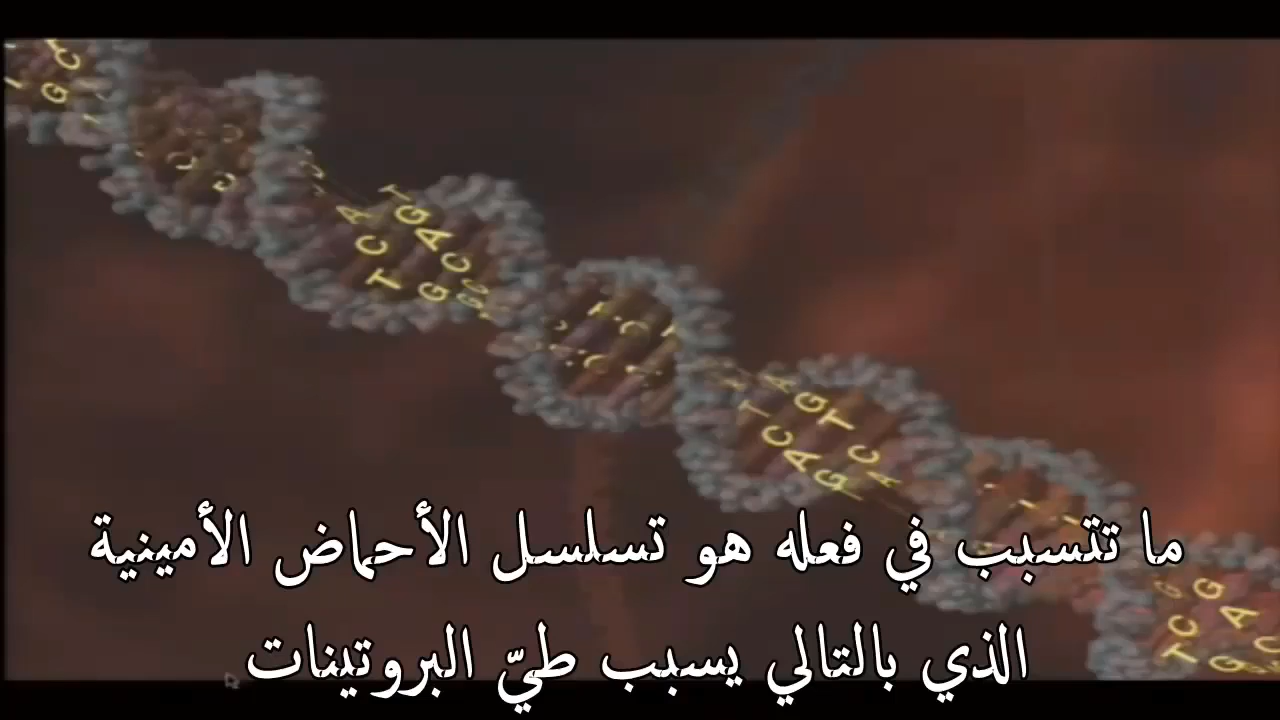 ما تتسبب في فعله هو تسلسل الأحماض الأمينية
الذي بالتالي يسبب طيّ البروتينات